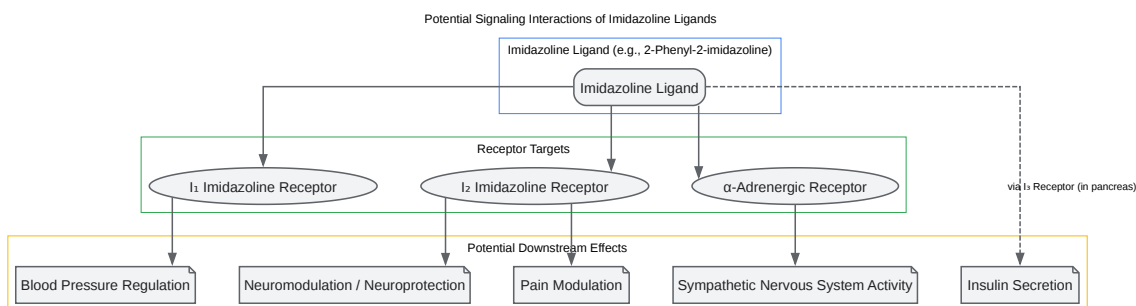 Potential Signaling Interactions of Imidazoline Ligands
Imidazoline Ligand (e.g., 2-Phenyl-2-imidazoline)
Imidazoline Ligand
Receptor Targets
I₁ Imidazoline Receptor
I₂ Imidazoline Receptor
α-Adrenergic Receptor
via I₃ Receptor (in pancreas)
Potential Downstream Effects
Blood Pressure Regulation
Neuromodulation / Neuroprotection
Pain Modulation
Sympathetic Nervous System Activity
Insulin Secretion